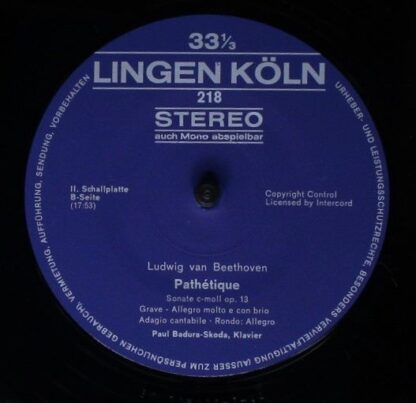 33⅓
LINGEN KÖLN
218
STEREO
auch Mono abspielbar
II. Schallplatte
B-Seite
(17:53)
Copyright Control
Licensed by Intercord
Ludwig van Beethoven
Pathétique
Sonate c-moll op. 13
Grave - Allegro molto e con brio
Adagio cantabile - Rondo: Allegro
Paul Badura-Skoda, Klavier
URHEBER- UND LEISTUNGSSCHUTZRECHTE, BESONDERS VERVIELFÄLTIGUNG (AUSSER ZUM PERSÖNLICHEN GEBRAUCH), VERMIETUNG, AUFFÜHRUNG, SENDUNG, VORBEHALTEN